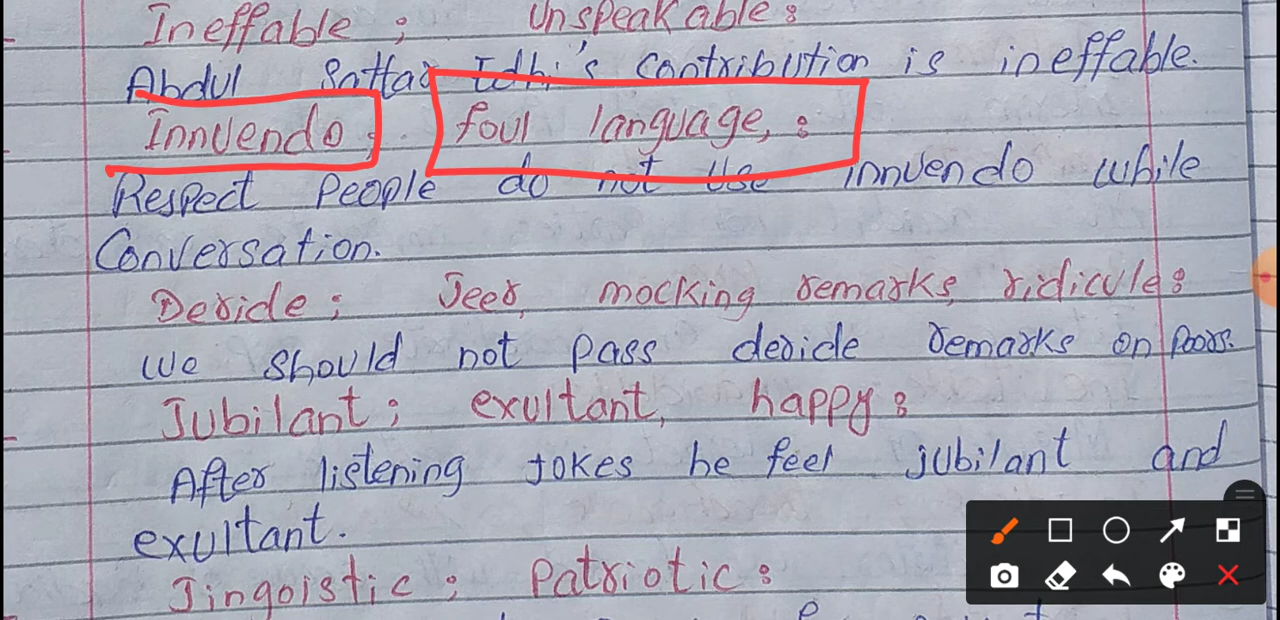 Ineffable ; Unspeakable :
Abdul Sattar Edhi's contribution is ineffable.
Innuendo ; foul language, :
Respect People do not use innuendo while
Conversation.
Deride ; Jeer, mocking remarks, ridicule :
we should not pass deride remarks on poors.
Jubilant ; exultant, happy :
After listening jokes he feel jubilant and
exultant.
Jingoistic ; Patriotic :